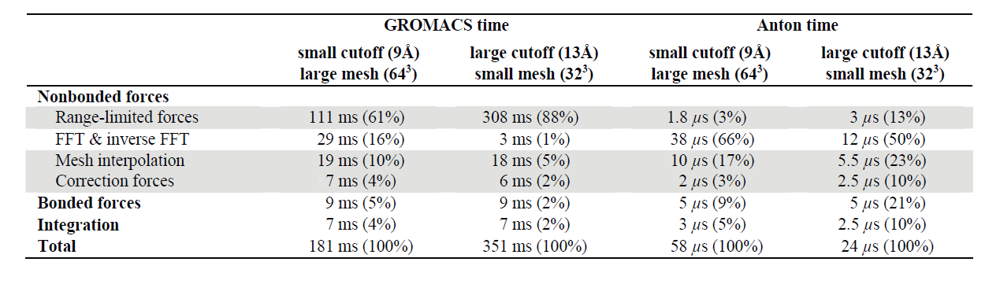 GROMACS time Anton time
small cutoff (9Å) large cutoff (13Å) small cutoff (9Å) large cutoff (13Å)
large mesh (64³) small mesh (32³) large mesh (64³) small mesh (32³)
Nonbonded forces
Range-limited forces 111 ms (61%) 308 ms (88%) 1.8 μs (3%) 3 μs (13%)
FFT & inverse FFT 29 ms (16%) 3 ms (1%) 38 μs (66%) 12 μs (50%)
Mesh interpolation 19 ms (10%) 18 ms (5%) 10 μs (17%) 5.5 μs (23%)
Correction forces 7 ms (4%) 6 ms (2%) 2 μs (3%) 2.5 μs (10%)
Bonded forces 9 ms (5%) 9 ms (2%) 5 μs (9%) 5 μs (21%)
Integration 7 ms (4%) 7 ms (2%) 3 μs (5%) 2.5 μs (10%)
Total 181 ms (100%) 351 ms (100%) 58 μs (100%) 24 μs (100%)